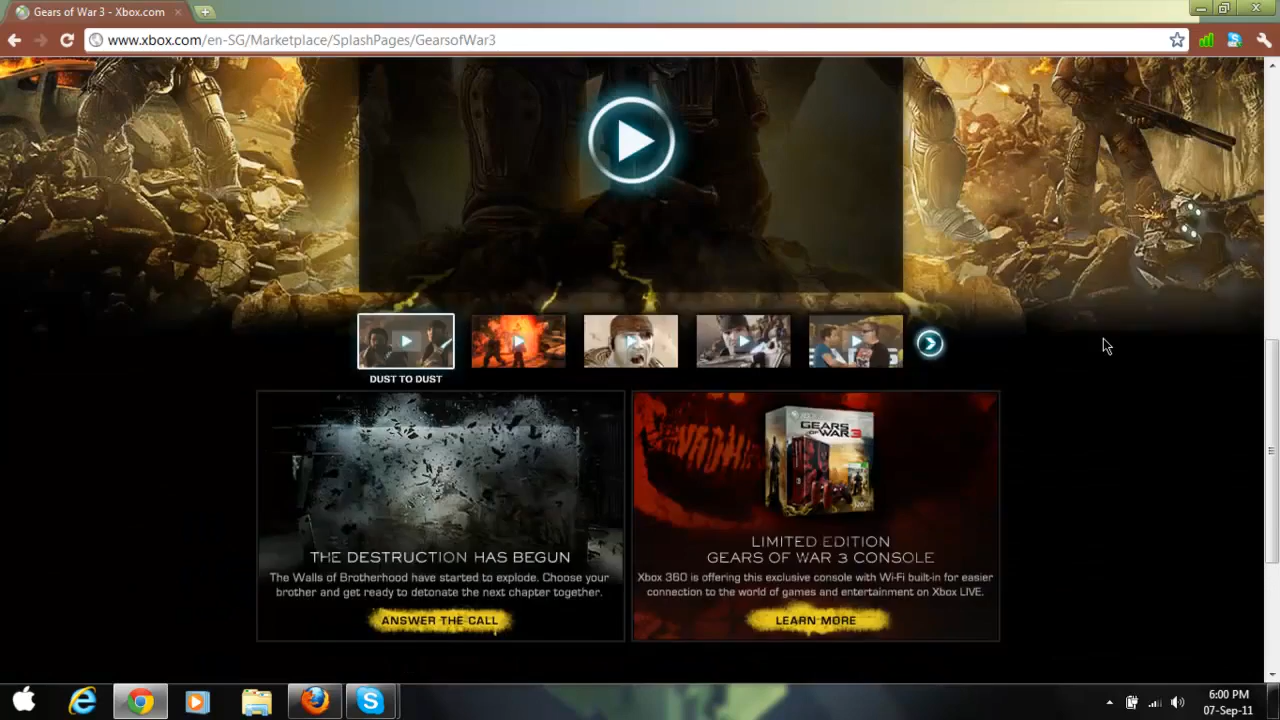 Gears of War 3 - Xbox.com
www.xbox.com/en-SG/Marketplace/SplashPages/GearsofWar3
DUST TO DUST
THE DESTRUCTION HAS BEGUN
The Walls of Brotherhood have started to explode. Choose your
brother and get ready to detonate the next chapter together.
ANSWER THE CALL
GEARS
OF WAR 3
LIMITED EDITION
GEARS OF WAR 3 CONSOLE
Xbox 360 is offering this exclusive console with Wi-Fi built-in for easier
connection to the world of games and entertainment on Xbox LIVE.
LEARN MORE
6:00 PM
07-Sep-11